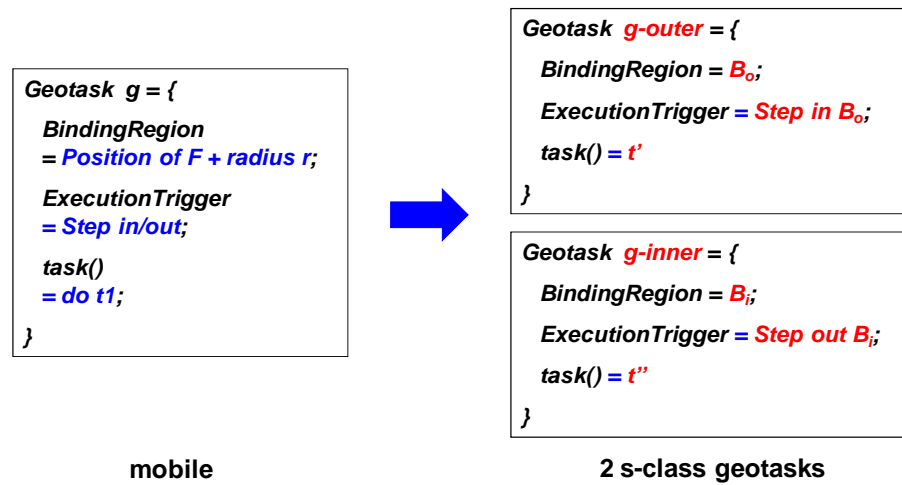 Geotask g = {
BindingRegion
= Position of F + radius r;
ExecutionTrigger
= Step in/out;
task()
= do t1;
}
mobile
Geotask g-outer = {
BindingRegion = Bo;
ExecutionTrigger = Step in Bo;
task() = t’
}
Geotask g-inner = {
BindingRegion = Bi;
ExecutionTrigger = Step out Bi;
task() = t’’
}
2 s-class geotasks